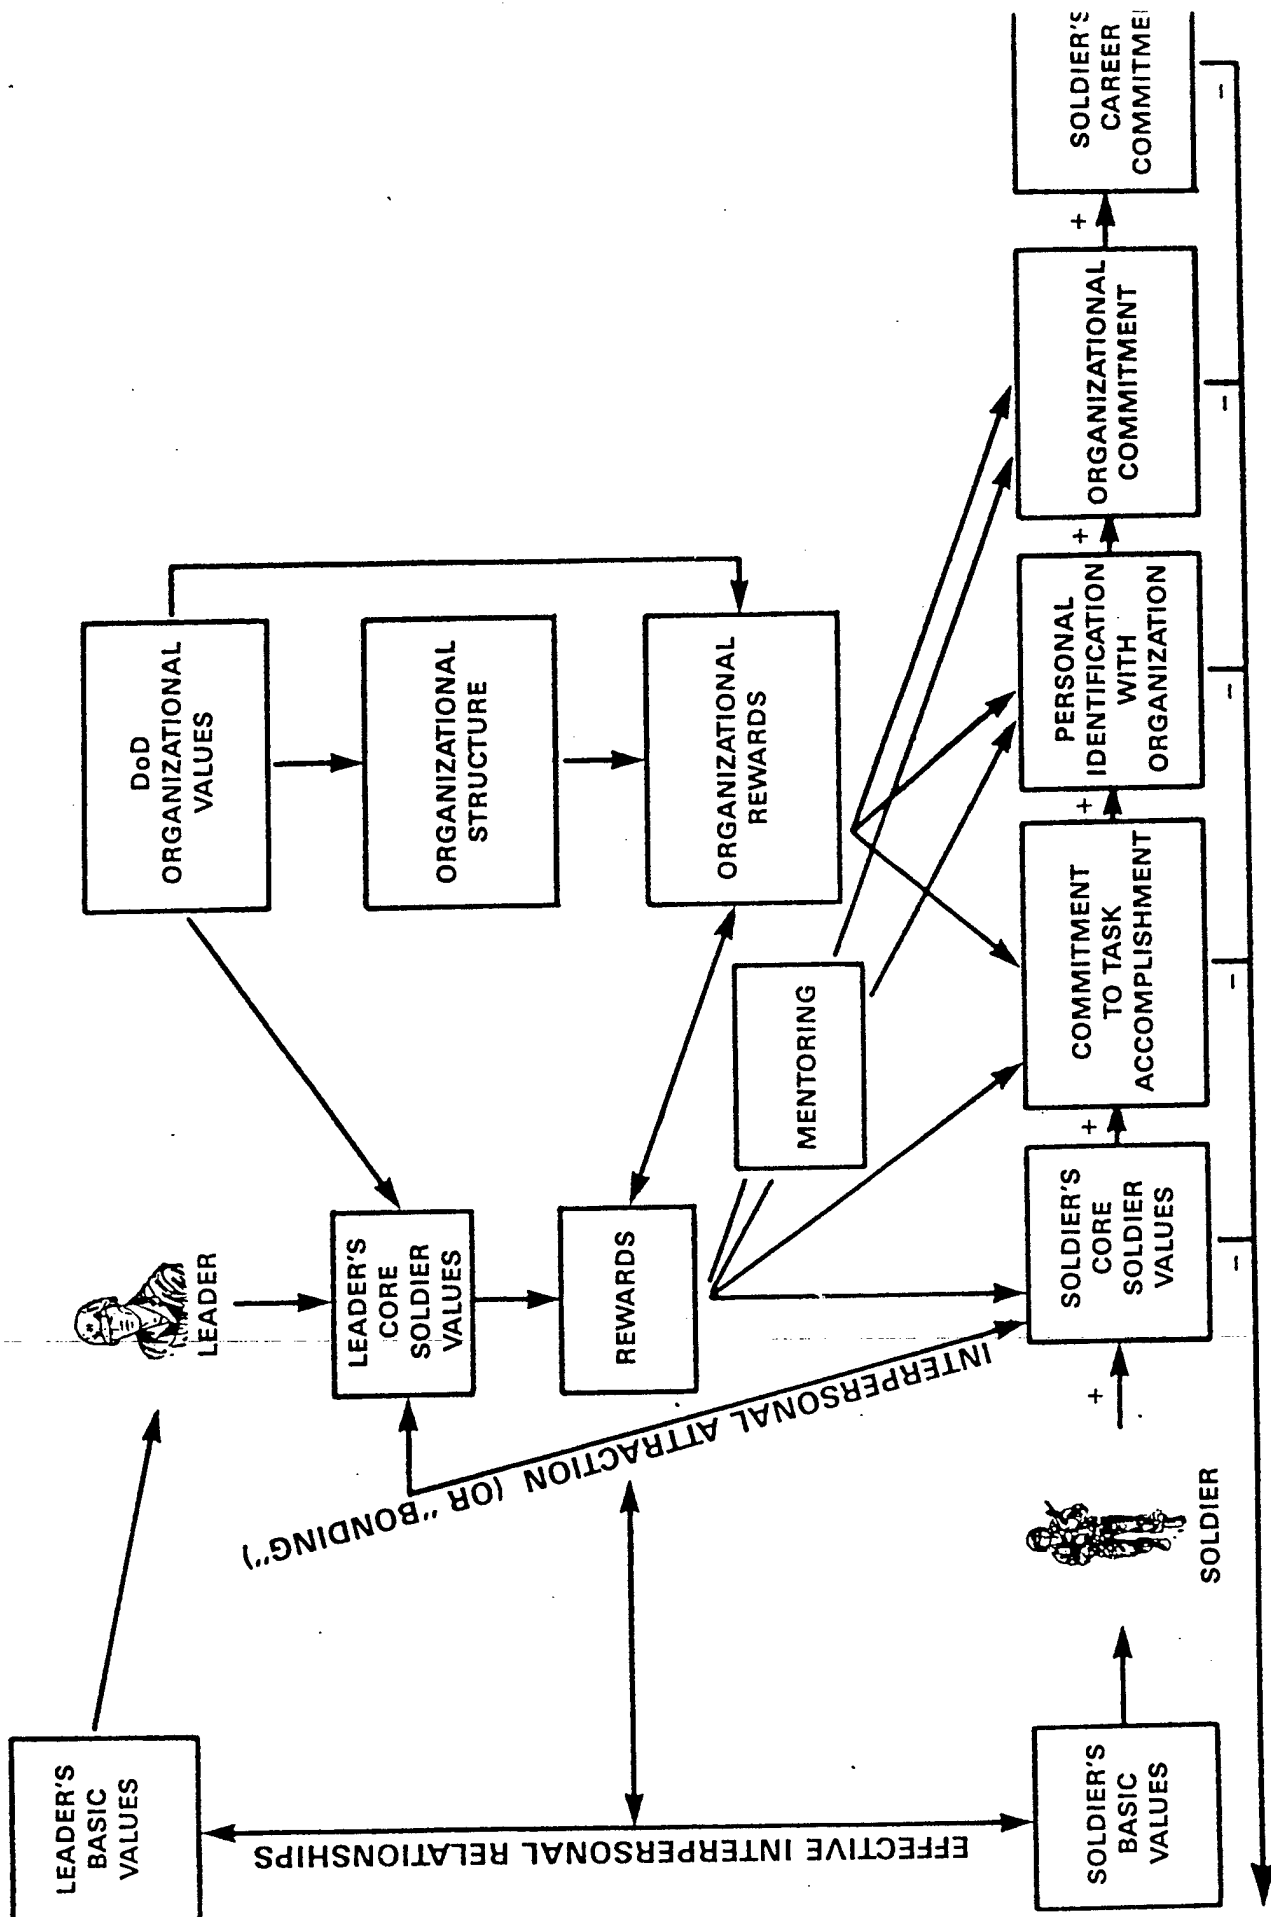 LEADER'S
BASIC
VALUES
LEADER
DoD
ORGANIZATIONAL
VALUES
LEADER'S
CORE
SOLDIER
VALUES
ORGANIZATIONAL
STRUCTURE
REWARDS
ORGANIZATIONAL
REWARDS
EFFECTIVE INTERPERSONAL RELATIONSHIPS
INTERPERSONAL ATTRACTION (OR "BONDING")
MENTORING
SOLDIER'S
BASIC
VALUES
SOLDIER
+
SOLDIER'S
CORE
SOLDIER
VALUES
+
COMMITMENT
TO TASK
ACCOMPLISHMENT
+
PERSONAL
IDENTIFICATION
WITH
ORGANIZATION
+
ORGANIZATIONAL
COMMITMENT
+
SOLDIER'S
CAREER
COMMITME
–
–
–
–
–